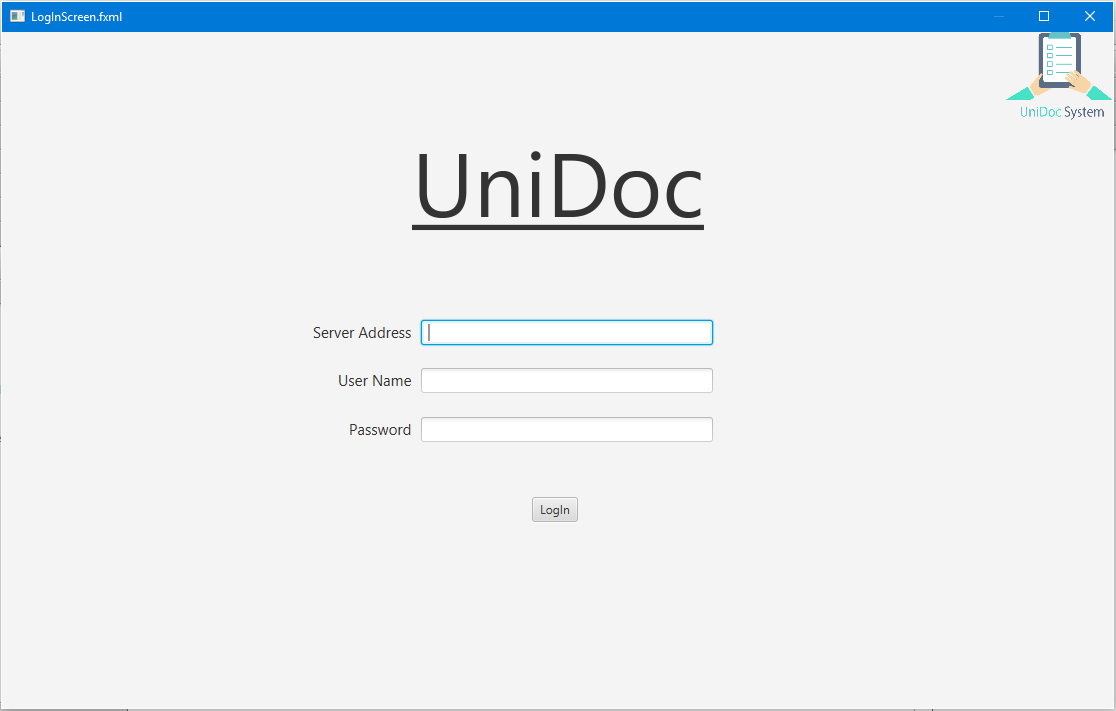 LogInScreen.fxml
UniDoc System
UniDoc
Server Address
User Name
Password
LogIn